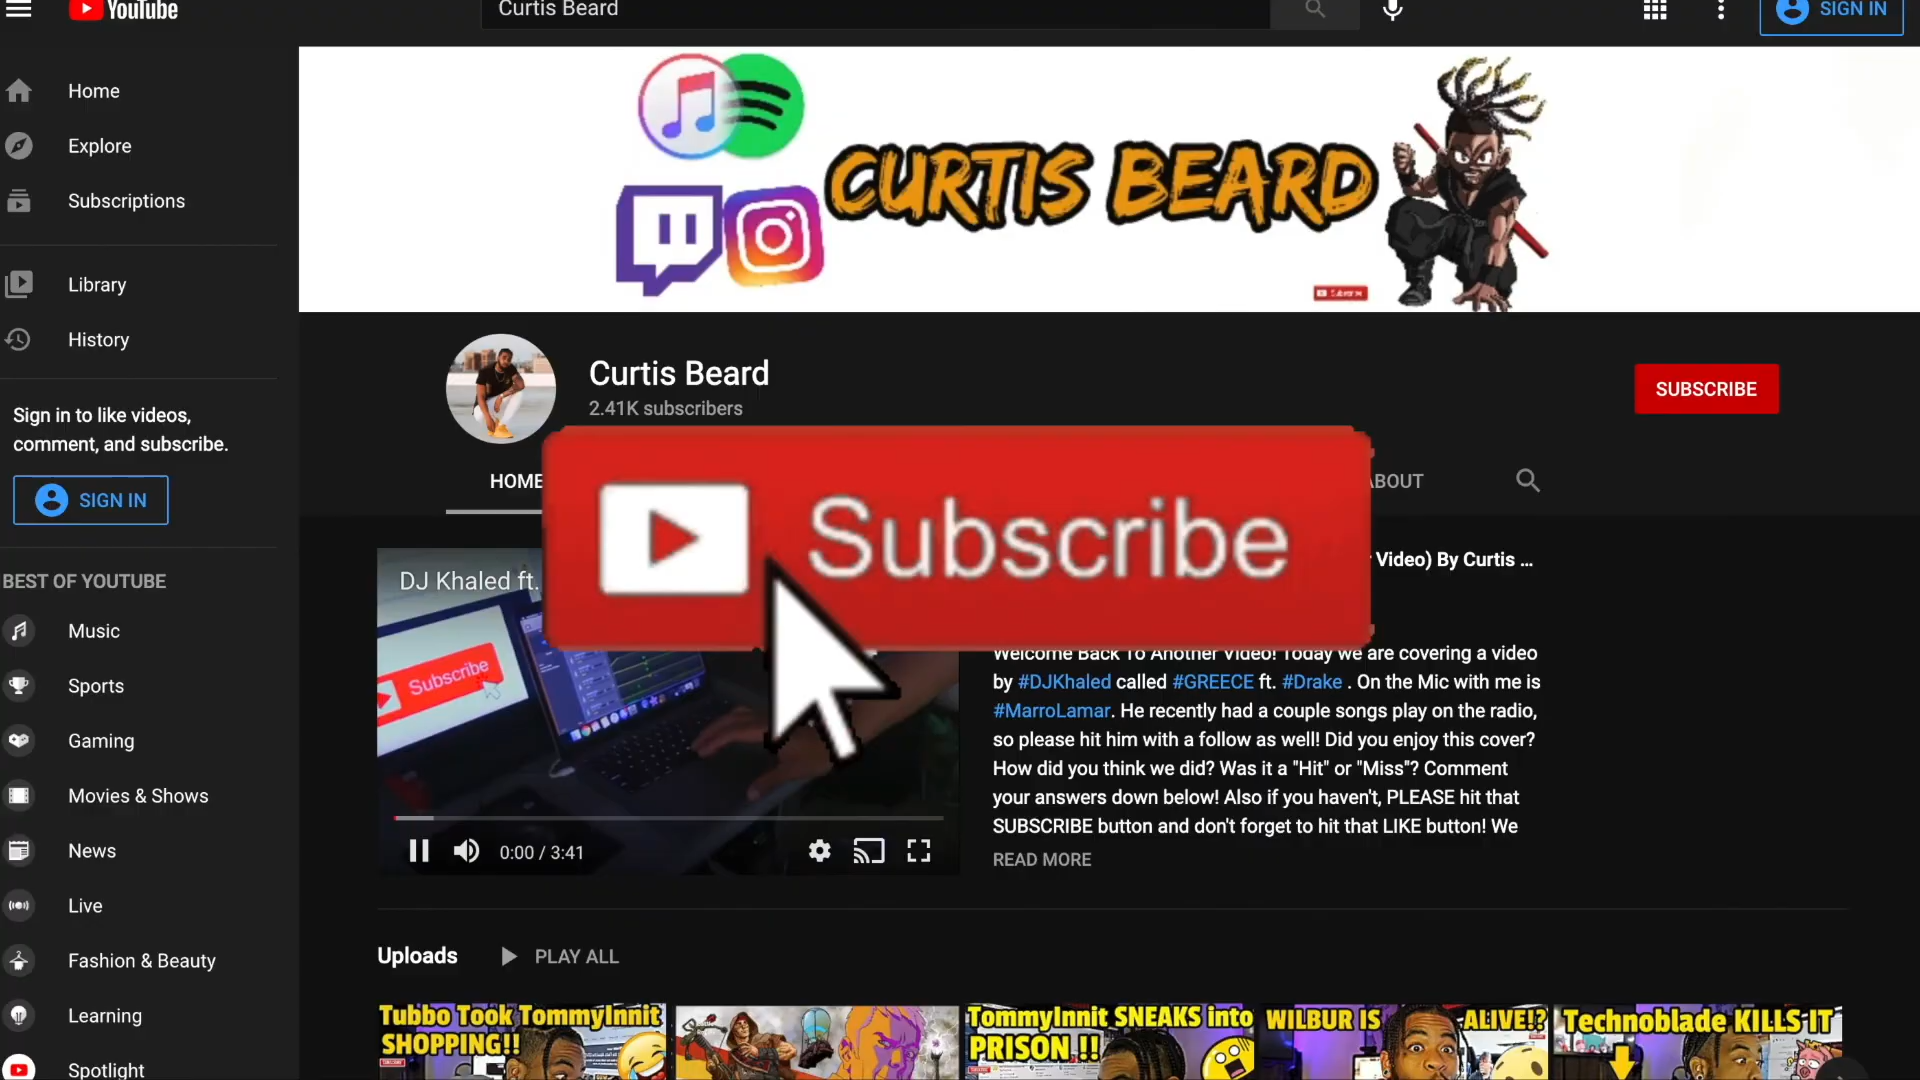 YouTube
Curtis Beard
SIGN IN
Home
Explore
Subscriptions
Library
History
Sign in to like videos,
comment, and subscribe.
SIGN IN
BEST OF YOUTUBE
Music
Sports
Gaming
Movies & Shows
News
Live
Fashion & Beauty
Learning
Spotlight
CURTIS BEARD
Curtis Beard
2.41K subscribers
SUBSCRIBE
HOME
ABOUT
Subscribe
DJ Khaled ft.
Subscribe
0:00 / 3:41
Video) By Curtis ...
Welcome Back To Another Video! Today we are covering a video
by #DJKhaled called #GREECE ft. #Drake . On the Mic with me is
#MarroLamar. He recently had a couple songs play on the radio,
so please hit him with a follow as well! Did you enjoy this cover?
How did you think we did? Was it a "Hit" or "Miss"? Comment
your answers down below! Also if you haven't, PLEASE hit that
SUBSCRIBE button and don't forget to hit that LIKE button! We
READ MORE
Uploads
PLAY ALL
Tubbo Took TommyInnit
SHOPPING!!
TommyInnit SNEAKS into
PRISON !!
WILBUR IS ALIVE!?
Technoblade KILLS IT